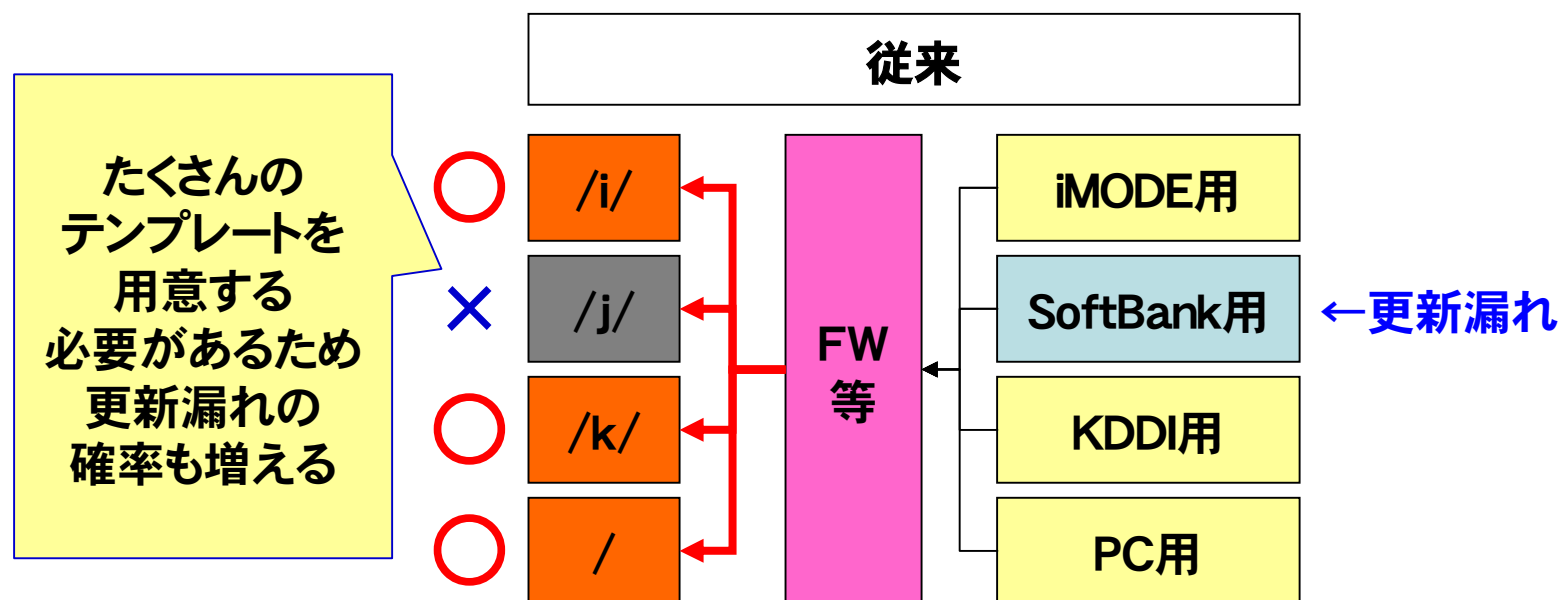 従来
たくさんの
テンプレートを
用意する
必要があるため
更新漏れの
確率も増える
○
/i/
iMODE用
×
/j/
SoftBank用
←更新漏れ
FW
等
○
/k/
KDDI用
○
/
PC用